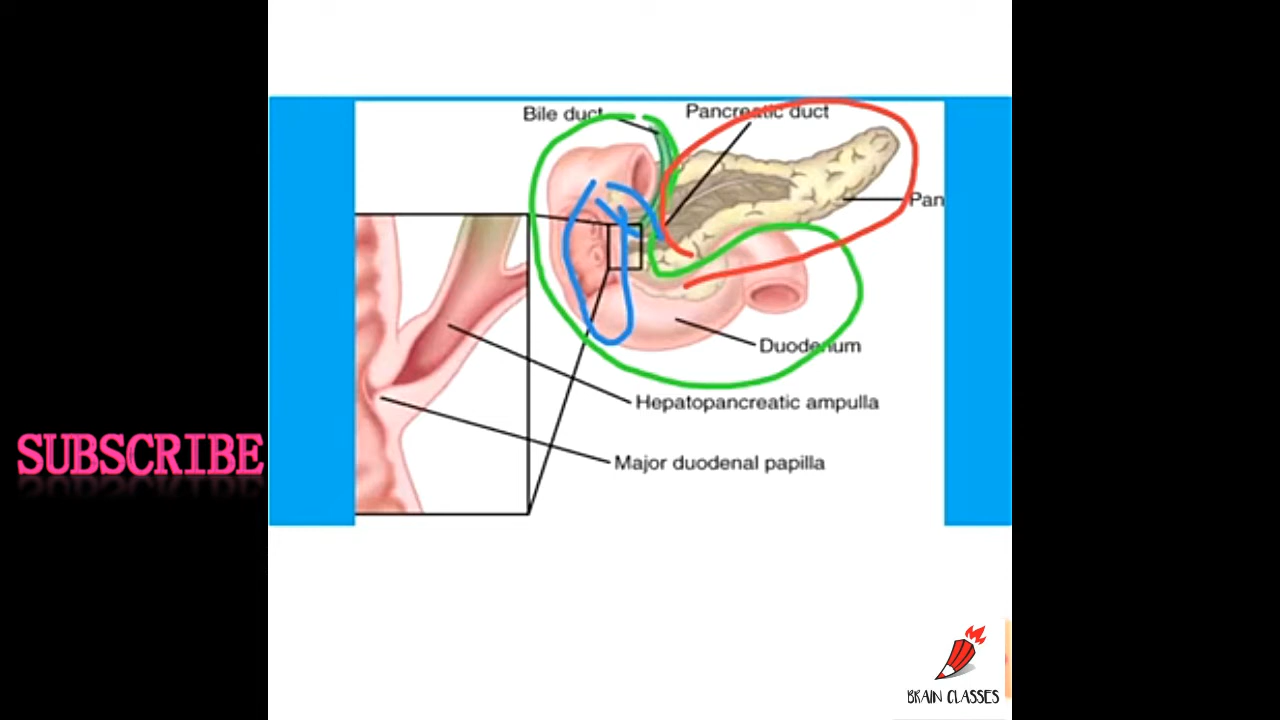 Bile duct
Pancreatic duct
Pan
Duodenum
Hepatopancreatic ampulla
Major duodenal papilla
SUBSCRIBE
BRAIN CLASSES